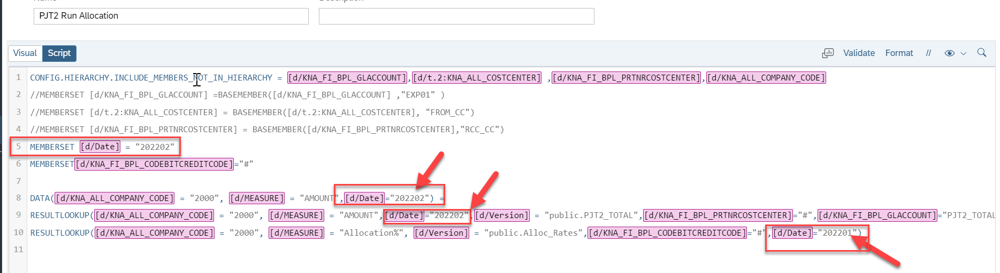 PJT2 Run Allocation
Visual Script Validate Format //
1 CONFIG.HIERARCHY.INCLUDE_MEMBERS_NOT_IN_HIERARCHY = [d/KNA_FI_BPL_GLACCOUNT],[d/t.2:KNA_ALL_COSTCENTER] ,[d/KNA_FI_BPL_PRTNRCOSTCENTER],[d/KNA_ALL_COMPANY_CODE]
2 //MEMBERSET [d/KNA_FI_BPL_GLACCOUNT] =BASEMEMBER([d/KNA_FI_BPL_GLACCOUNT] ,"EXP01" )
3 //MEMBERSET [d/t.2:KNA_ALL_COSTCENTER] = BASEMEMBER([d/t.2:KNA_ALL_COSTCENTER], "FROM_CC")
4 //MEMBERSET [d/KNA_FI_BPL_PRTNRCOSTCENTER] = BASEMEMBER([d/KNA_FI_BPL_PRTNRCOSTCENTER],"RCC_CC")
5 MEMBERSET [d/Date] = "202202"
6 MEMBERSET[d/KNA_FI_BPL_CODEBITCREDITCODE]="#"
7
8 DATA([d/KNA_ALL_COMPANY_CODE] = "2000", [d/MEASURE] = "AMOUNT",[d/Date]="202202") =
9 RESULTLOOKUP([d/KNA_ALL_COMPANY_CODE] = "2000", [d/MEASURE] = "AMOUNT",[d/Date]="202202",[d/Version] = "public.PJT2_TOTAL",[d/KNA_FI_BPL_PRTNRCOSTCENTER]="#",[d/KNA_FI_BPL_GLACCOUNT]="PJT2_TOTAL
10 RESULTLOOKUP([d/KNA_ALL_COMPANY_CODE] = "2000", [d/MEASURE] = "Allocation%", [d/Version] = "public.Alloc_Rates",[d/KNA_FI_BPL_CODEBITCREDITCODE]="#",[d/Date]="202201")
11